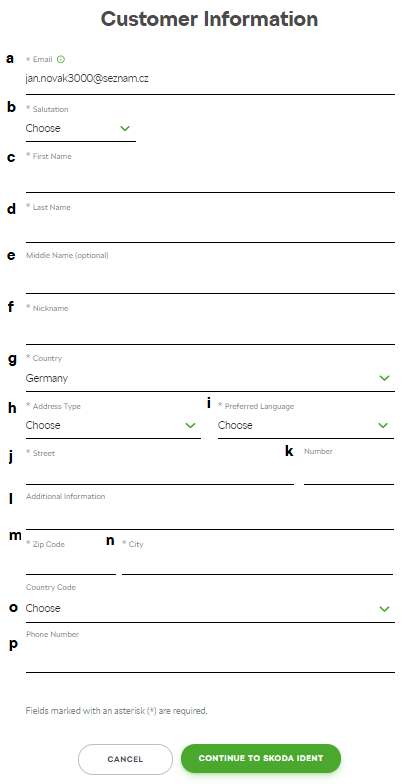 Customer Information
a * Email
jan.novak3000@seznam.cz
b * Salutation
Choose
c * First Name
d * Last Name
e Middle Name (optional)
f * Nickname
g * Country
Germany
h * Address Type i * Preferred Language
Choose Choose
j * Street k Number
l Additional Information
m * Zip Code n * City
Country Code
o Choose
p Phone Number
Fields marked with an asterisk (*) are required.
CANCEL CONTINUE TO SKODA IDENT